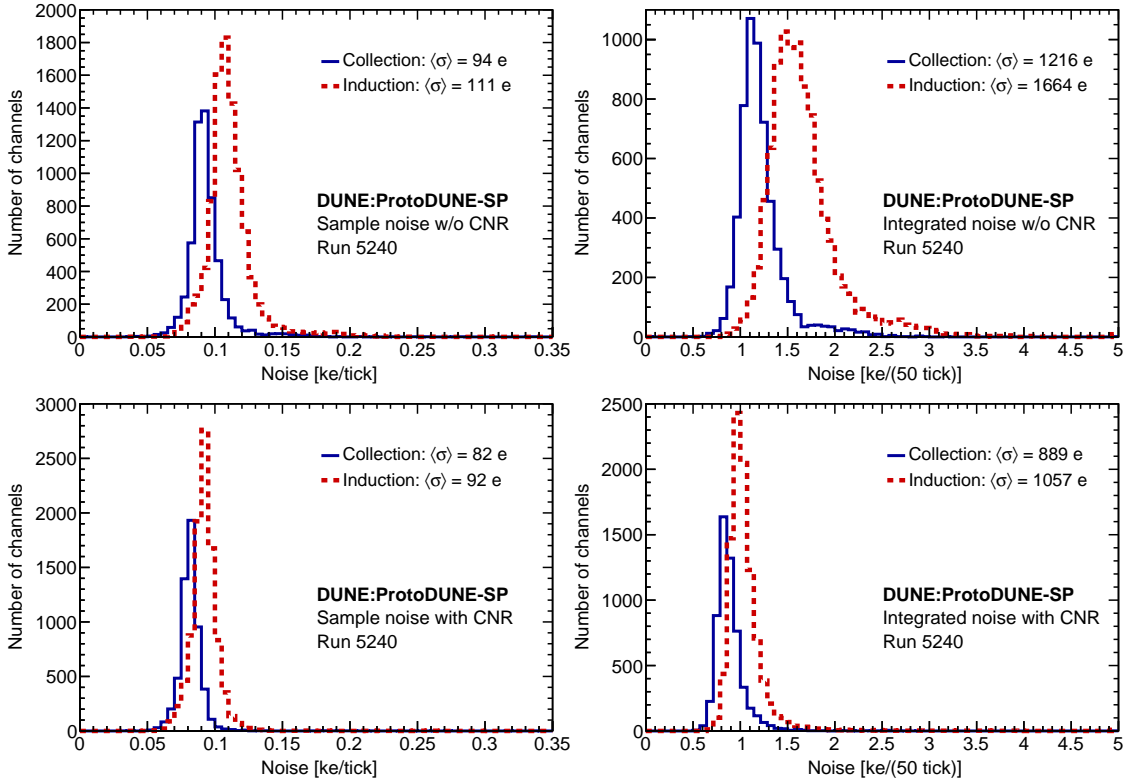 2000
1800
1600
1400
1200
1000
800
600
400
200
0
Number of channels
Collection: ⟨σ⟩ = 94 e
Induction: ⟨σ⟩ = 111 e
DUNE:ProtoDUNE-SP
Sample noise w/o CNR
Run 5240
0 0.05 0.1 0.15 0.2 0.25 0.3 0.35
Noise [ke/tick]
1000
800
600
400
200
0
Number of channels
Collection: ⟨σ⟩ = 1216 e
Induction: ⟨σ⟩ = 1664 e
DUNE:ProtoDUNE-SP
Integrated noise w/o CNR
Run 5240
0 0.5 1 1.5 2 2.5 3 3.5 4 4.5 5
Noise [ke/(50 tick)]
3000
2500
2000
1500
1000
500
0
Number of channels
Collection: ⟨σ⟩ = 82 e
Induction: ⟨σ⟩ = 92 e
DUNE:ProtoDUNE-SP
Sample noise with CNR
Run 5240
0 0.05 0.1 0.15 0.2 0.25 0.3 0.35
Noise [ke/tick]
2500
2000
1500
1000
500
0
Number of channels
Collection: ⟨σ⟩ = 889 e
Induction: ⟨σ⟩ = 1057 e
DUNE:ProtoDUNE-SP
Integrated noise with CNR
Run 5240
0 0.5 1 1.5 2 2.5 3 3.5 4 4.5 5
Noise [ke/(50 tick)]